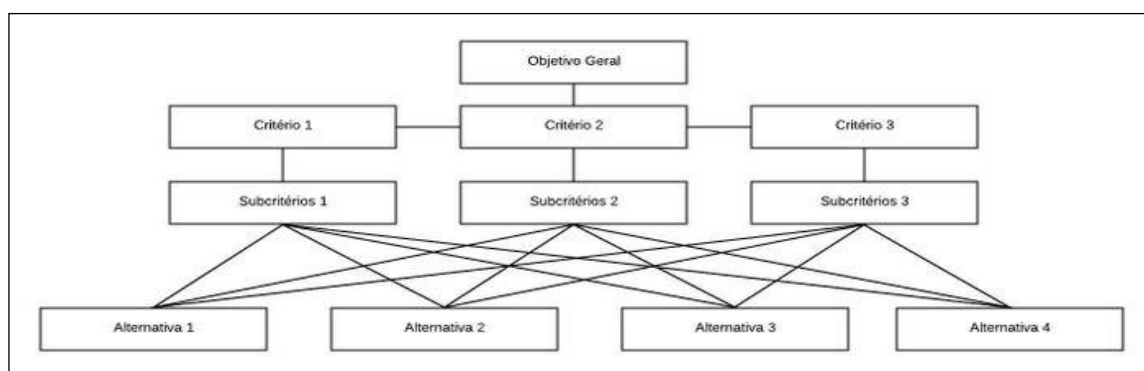 Objetivo Geral
Critério 1
Critério 2
Critério 3
Subcritérios 1
Subcritérios 2
Subcritérios 3
Alternativa 1
Alternativa 2
Alternativa 3
Alternativa 4